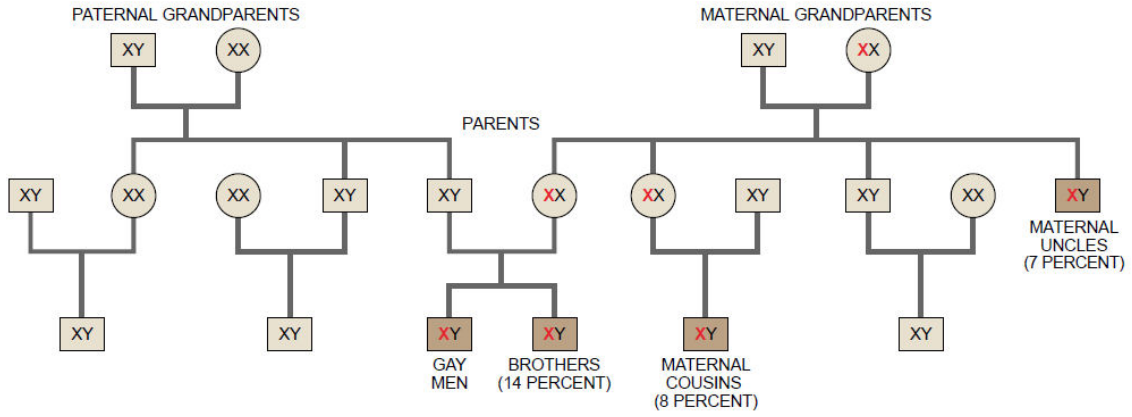 PATERNAL GRANDPARENTS
MATERNAL GRANDPARENTS
XY
XX
XY
XX
PARENTS
XY
XX
XX
XY
XY
XX
XX
XY
XY
XX
XY
MATERNAL
UNCLES
(7 PERCENT)
XY
XY
XY
XY
XY
XY
GAY
MEN
BROTHERS
(14 PERCENT)
MATERNAL
COUSINS
(8 PERCENT)